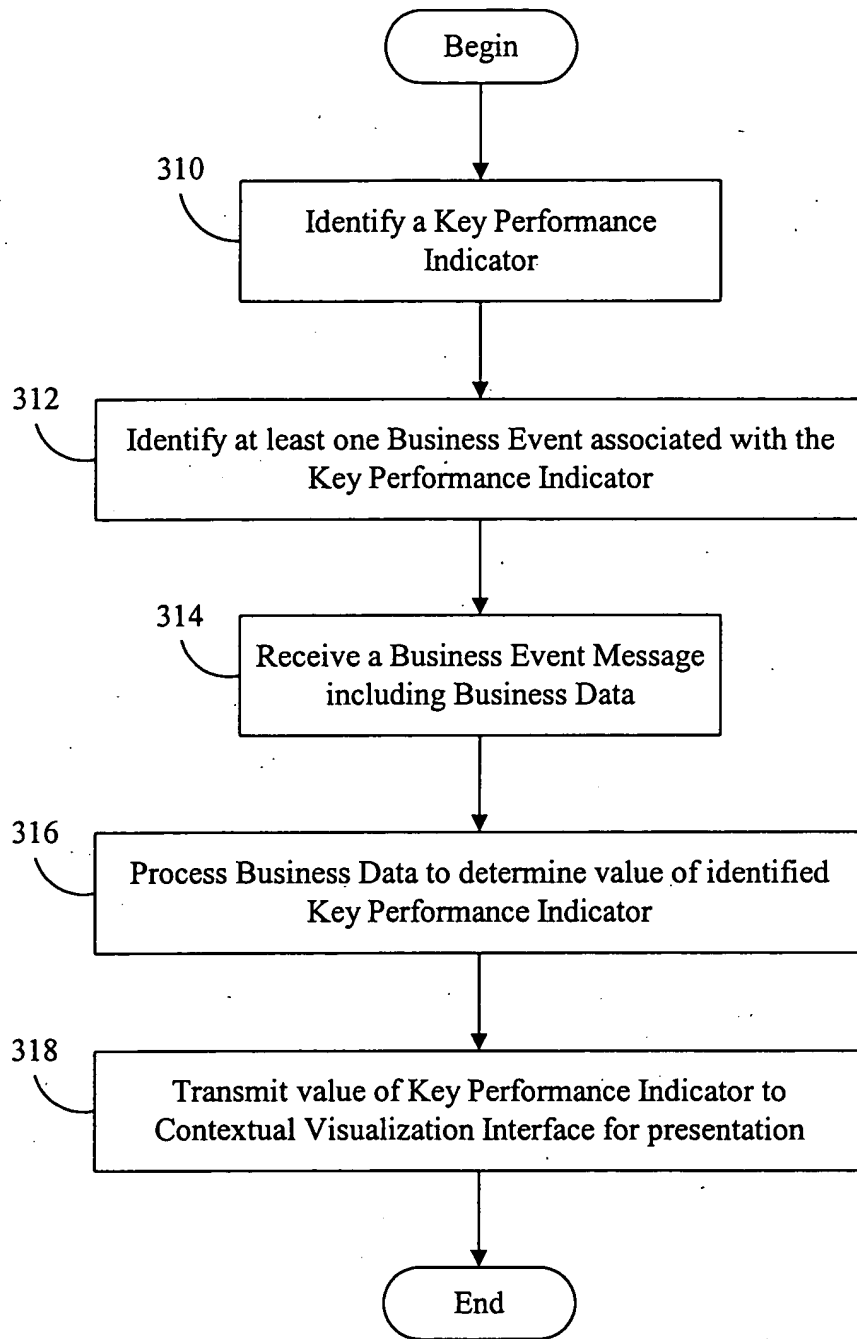 Begin
310
Identify a Key Performance
Indicator
312
Identify at least one Business Event associated with the
Key Performance Indicator
314
Receive a Business Event Message
including Business Data
316
Process Business Data to determine value of identified
Key Performance Indicator
318
Transmit value of Key Performance Indicator to
Contextual Visualization Interface for presentation
End